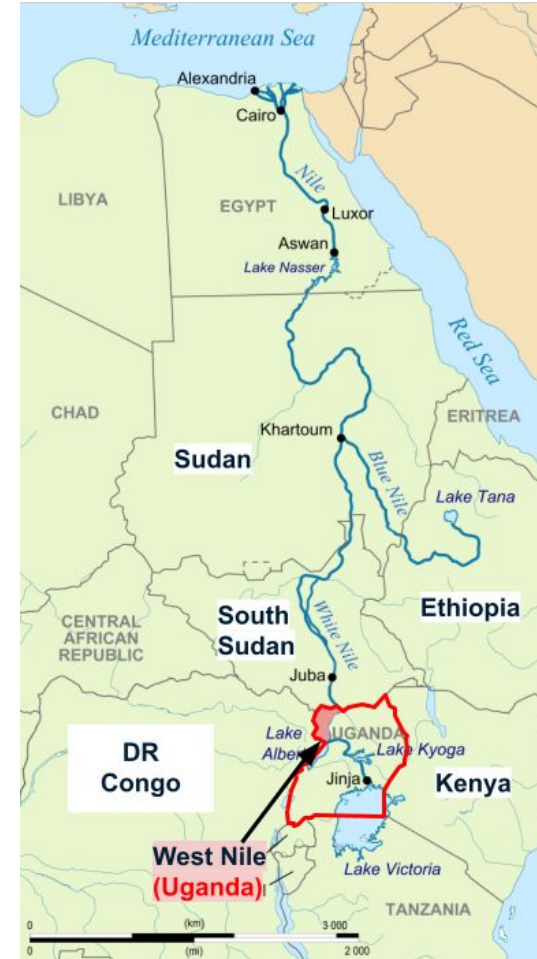 Mediterranean Sea
Alexandria
Cairo
Nile
LIBYA
EGYPT
Luxor
Aswan
Lake Nasser
Red Sea
CHAD
ERITREA
Khartoum
Sudan
Blue Nile
Lake Tana
CENTRAL
AFRICAN
REPUBLIC
South
Sudan
White Nile
Ethiopia
Juba
Lake
Albert
UGANDA
Lake Kyoga
DR
Congo
Jinja
Kenya
West Nile
(Uganda)
Lake Victoria
TANZANIA
0 (km) 3 000
0 (mi) 2 000